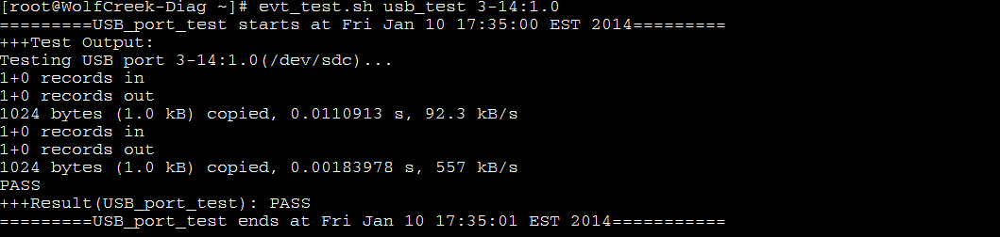 [root@WolfCreek-Diag ~]# evt_test.sh usb_test 3-14:1.0
=========USB_port_test starts at Fri Jan 10 17:35:00 EST 2014=========
+++Test Output:
Testing USB port 3-14:1.0(/dev/sdc)...
1+0 records in
1+0 records out
1024 bytes (1.0 kB) copied, 0.0110913 s, 92.3 kB/s
1+0 records in
1+0 records out
1024 bytes (1.0 kB) copied, 0.00183978 s, 557 kB/s
PASS
+++Result(USB_port_test): PASS
=========USB_port_test ends at Fri Jan 10 17:35:01 EST 2014===========